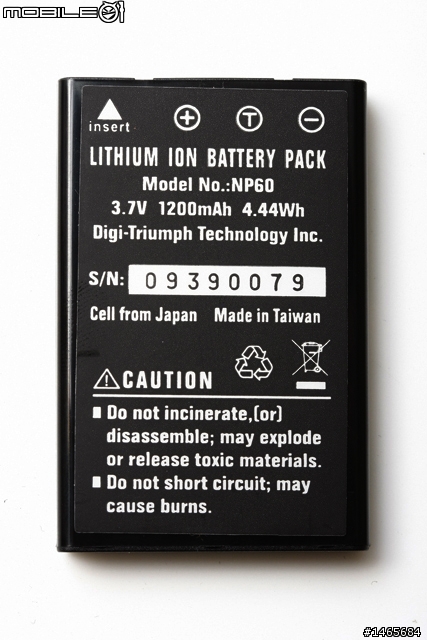 MOBILE01
insert
+ T −
LITHIUM ION BATTERY PACK
Model No.:NP60
3.7V 1200mAh 4.44Wh
Digi-Triumph Technology Inc.
S/N: 09390079
Cell from Japan Made in Taiwan
CAUTION
Do not incinerate,(or)
disassemble; may explode
or release toxic materials.
Do not short circuit; may
cause burns.
#1465684